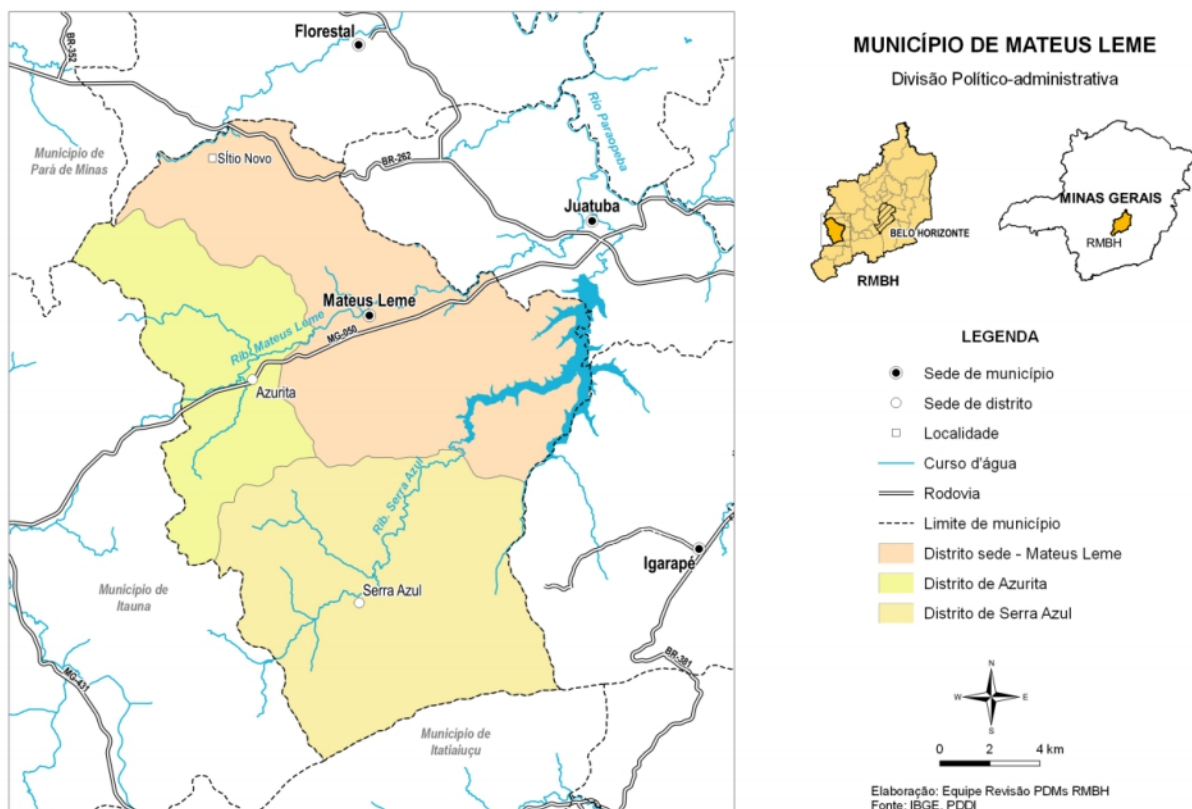 Florestal
BR-352
Rio Paraopeba
Município de
Pará de Minas
Sítio Novo
BR-262
Juatuba
Mateus Leme
Rib. Mateus Leme
MG-050
Azurita
Rib. Serra Azul
Igarapé
Serra Azul
Município de
Itauna
BR-381
MG-431
Município de
Itatiaiuçu
MUNICÍPIO DE MATEUS LEME
Divisão Político-administrativa
MINAS GERAIS
BELO HORIZONTE
RMBH
RMBH
LEGENDA
Sede de município
Sede de distrito
Localidade
Curso d'água
Rodovia
Limite de município
Distrito sede - Mateus Leme
Distrito de Azurita
Distrito de Serra Azul
N
W E
S
0 2 4 km
Elaboração: Equipe Revisão PDMs RMBH
Fonte: IBGE, PDDI